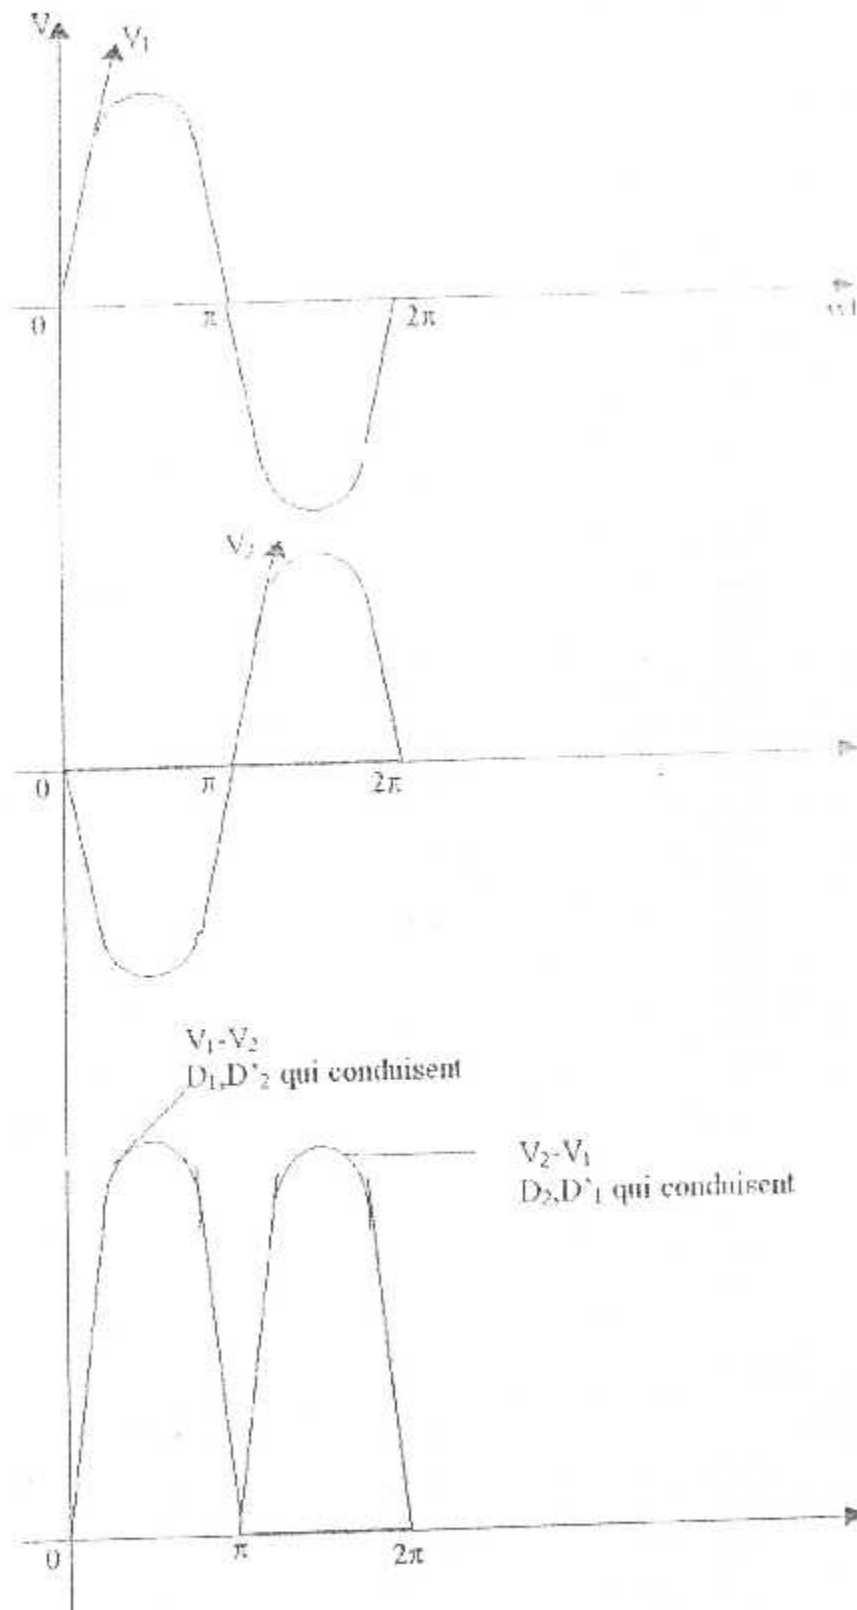 V
V₁
0
π
2π
V₂
0
π
2π
V₁-V₂
D₁,D'₂ qui conduisent
V₂-V₁
D₂,D'₁ qui conduisent
0
π
2π